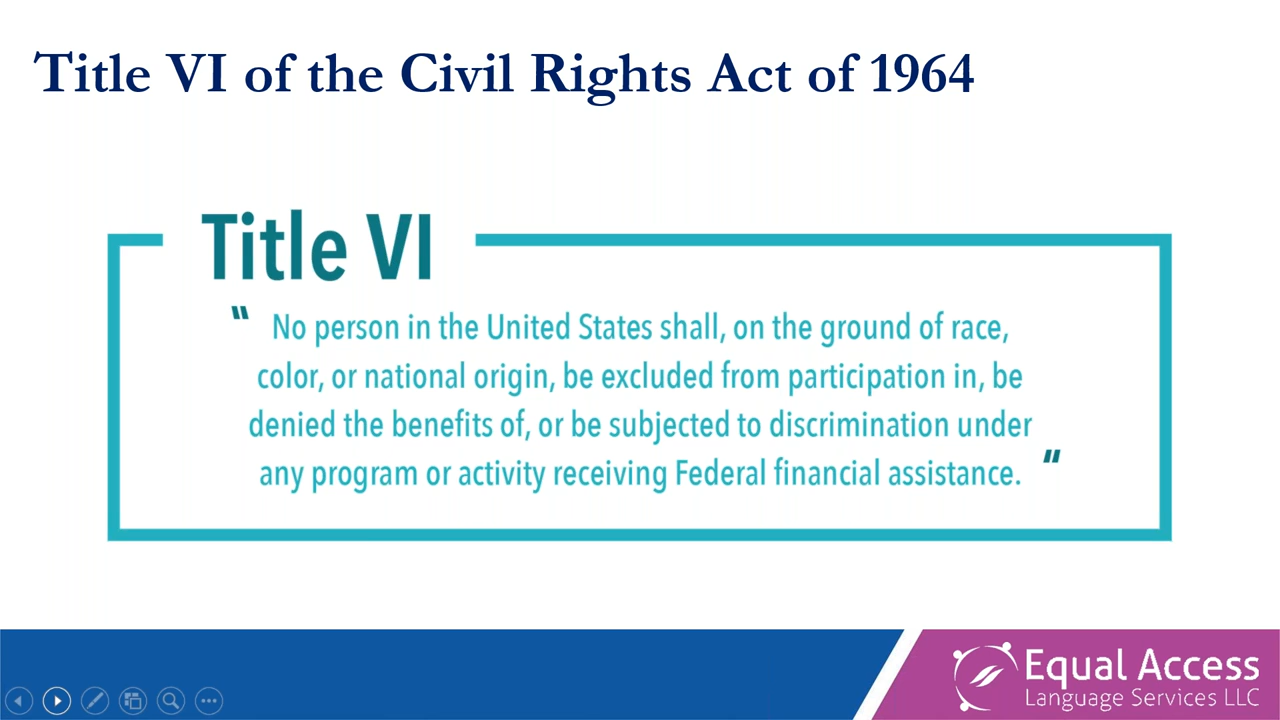 Title VI of the Civil Rights Act of 1964
Title VI
" No person in the United States shall, on the ground of race,
color, or national origin, be excluded from participation in, be
denied the benefits of, or be subjected to discrimination under
any program or activity receiving Federal financial assistance. "
Equal Access
Language Services LLC